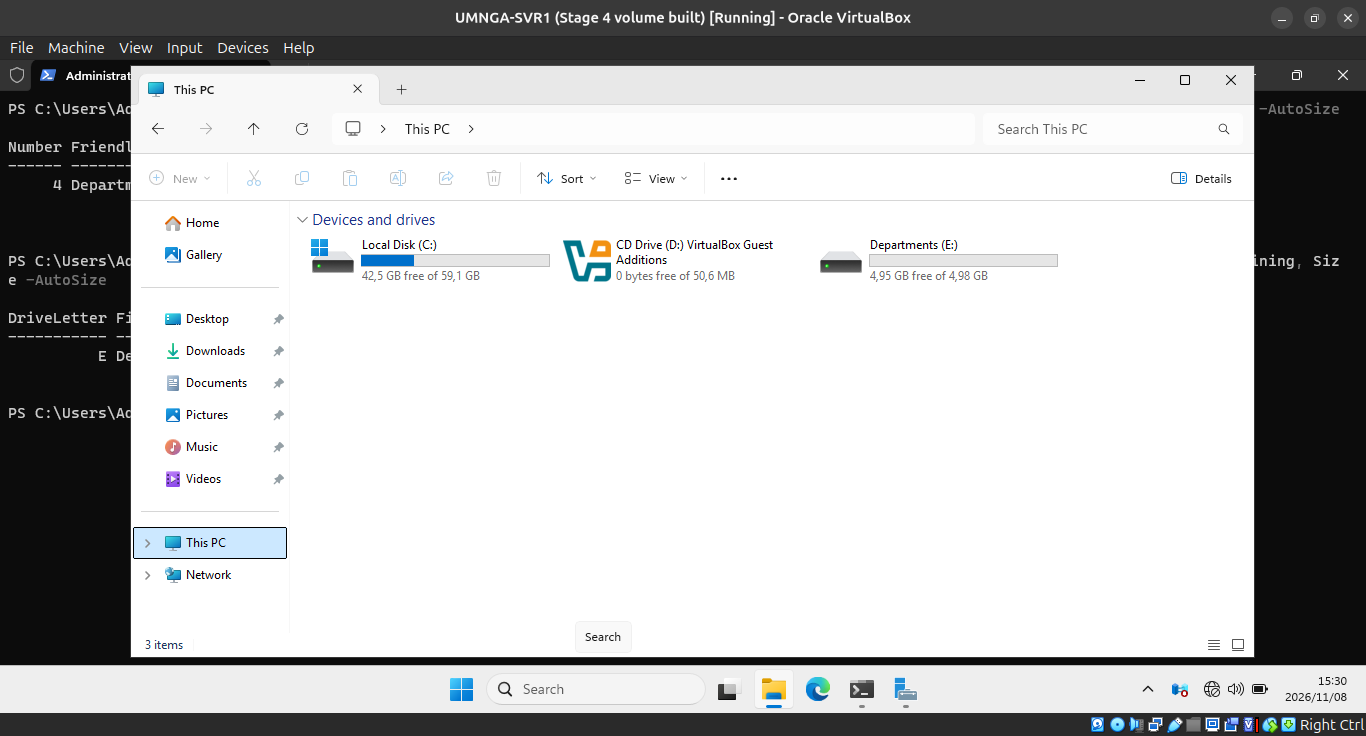 UMNGA-SVR1 (Stage 4 volume built) [Running] - Oracle VirtualBox
File Machine View Input Devices Help
Administrat
This PC
PS C:\Users\Ad
-AutoSize
This PC
Search This PC
Number Friendl
------ -------
4 Departm
New
Sort
View
Details
Home
Gallery
Devices and drives
Local Disk (C:)
42,5 GB free of 59,1 GB
CD Drive (D:) VirtualBox Guest
Additions
0 bytes free of 50,6 MB
Departments (E:)
4,95 GB free of 4,98 GB
PS C:\Users\Ad
ining, Siz
e -AutoSize
DriveLetter Fi
----------- --
E De
PS C:\Users\Ad
Desktop
Downloads
Documents
Pictures
Music
Videos
This PC
Network
3 items
Search
Search
15:30
2026/11/08
Right Ctrl